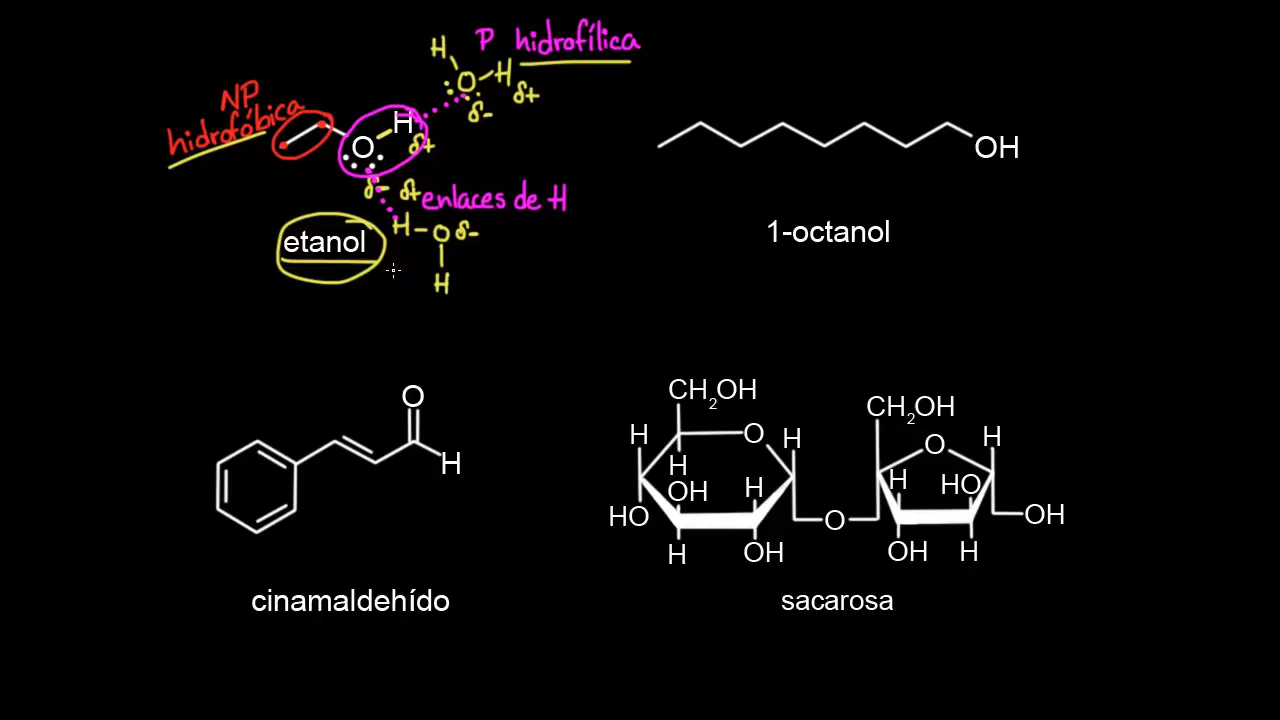 P hidrofílica
H
O H
δ+
δ-
NP
hidrofóbica
H
O
δ+
δ- δ+
enlaces de H
H-O δ-
H
etanol
OH
1-octanol
O
H
cinamaldehído
CH₂OH
CH₂OH
H O H
O H
H
OH H
H HO
HO
O
OH
H OH
OH H
sacarosa